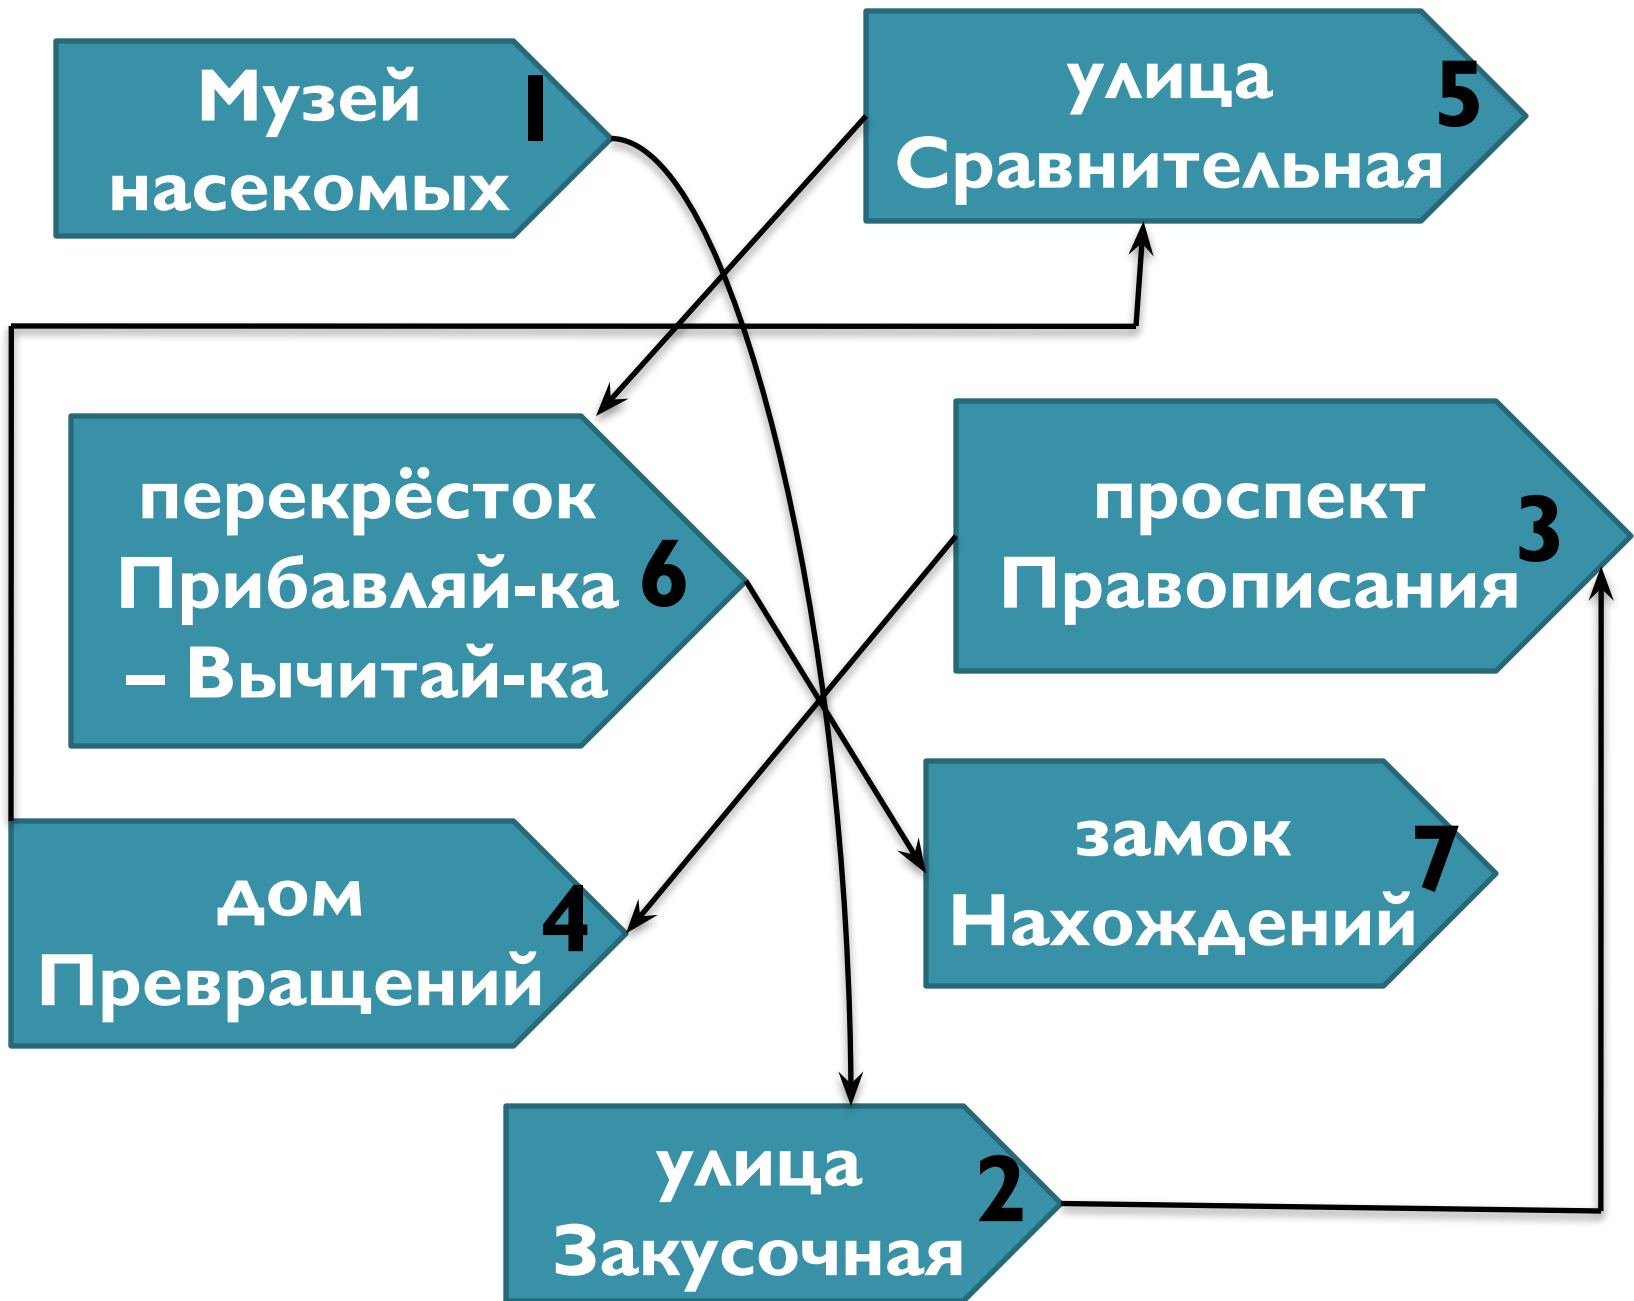 Музей
насекомых
1
улица
Сравнительная
5
перекрёсток
Прибавляй-ка
– Вычитай-ка
6
проспект
Правописания
3
дом
Превращений
4
замок
Нахождений
7
улица
Закусочная
2